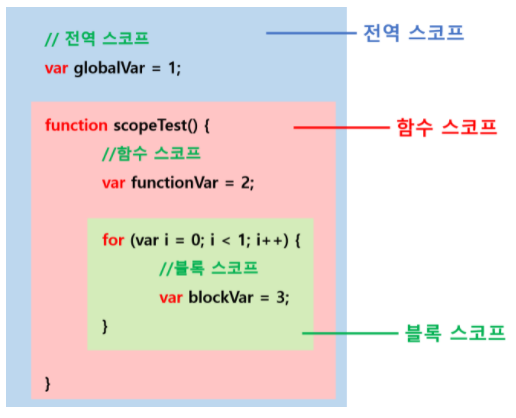 // 전역 스코프
전역 스코프
var globalVar = 1;
function scopeTest() {
함수 스코프
//함수 스코프
var functionVar = 2;
for (var i = 0; i < 1; i++) {
//블록 스코프
var blockVar = 3;
}
블록 스코프
}